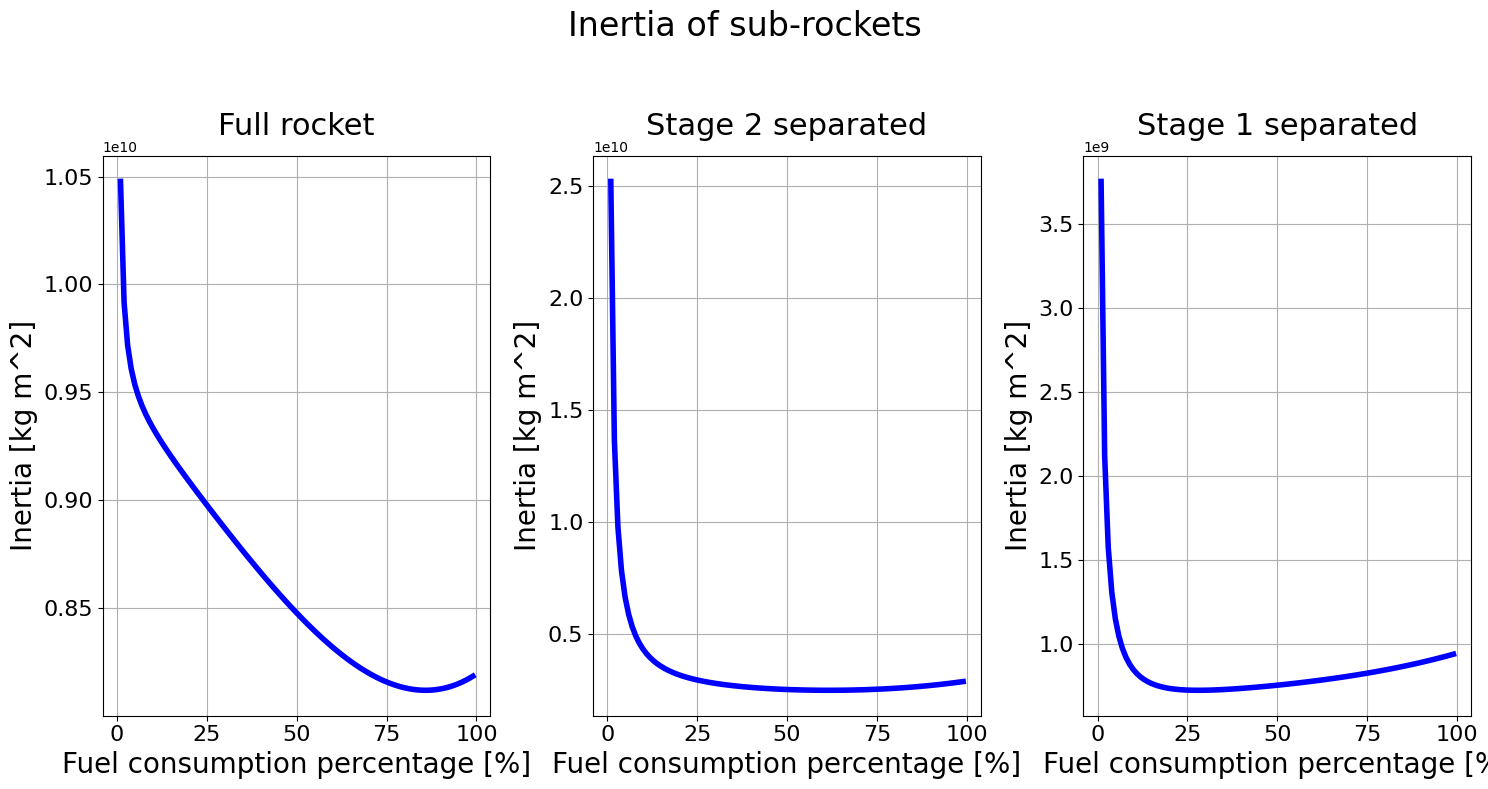 Inertia of sub-rockets
Full rocket
1e10
1.05
1.00
0.95
0.90
0.85
0 25 50 75 100
Inertia [kg m^2]
Fuel consumption percentage [%]
Stage 2 separated
1e10
2.5
2.0
1.5
1.0
0.5
0 25 50 75 100
Inertia [kg m^2]
Fuel consumption percentage [%]
Stage 1 separated
1e9
3.5
3.0
2.5
2.0
1.5
1.0
0 25 50 75 100
Inertia [kg m^2]
Fuel consumption percentage [%